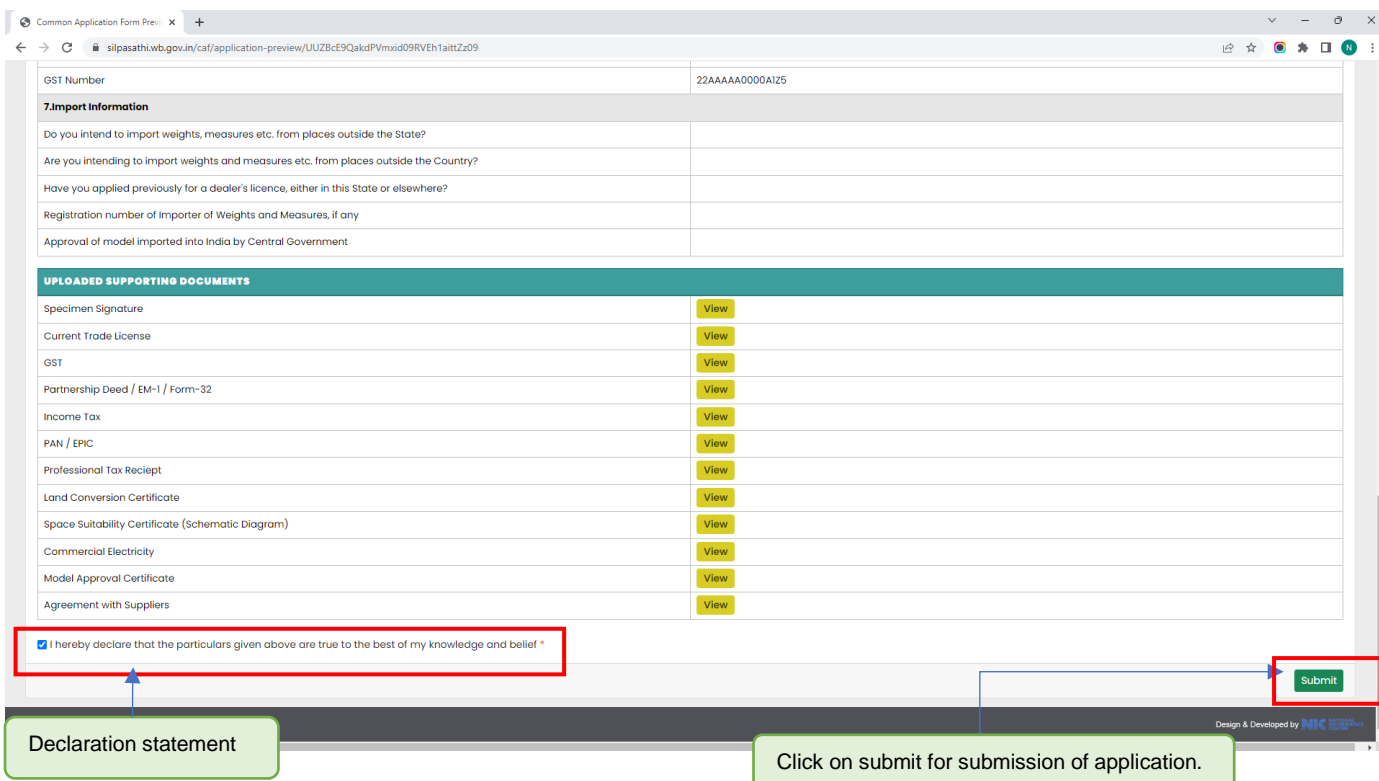 Common Application Form Previ
silpasathi.wb.gov.in/caf/application-preview/UUZBcE9QakdPVmxid09RVEh1aittZz09
N
GST Number 22AAAAA0000A1Z5
7.Import Information
Do you intend to import weights, measures etc. from places outside the State?
Are you intending to import weights and measures etc. from places outside the Country?
Have you applied previously for a dealer's licence, either in this State or elsewhere?
Registration number of Importer of Weights and Measures, if any
Approval of model imported into India by Central Government
UPLOADED SUPPORTING DOCUMENTS
Specimen Signature View
Current Trade License View
GST View
Partnership Deed / EM-1 / Form-32 View
Income Tax View
PAN / EPIC View
Professional Tax Reciept View
Land Conversion Certificate View
Space Suitability Certificate (Schematic Diagram) View
Commercial Electricity View
Model Approval Certificate View
Agreement with Suppliers View
I hereby declare that the particulars given above are true to the best of my knowledge and belief *
Submit
Design & Developed by NIC NATIONAL INFORMATICS CENTRE
Declaration statement
Click on submit for submission of application.